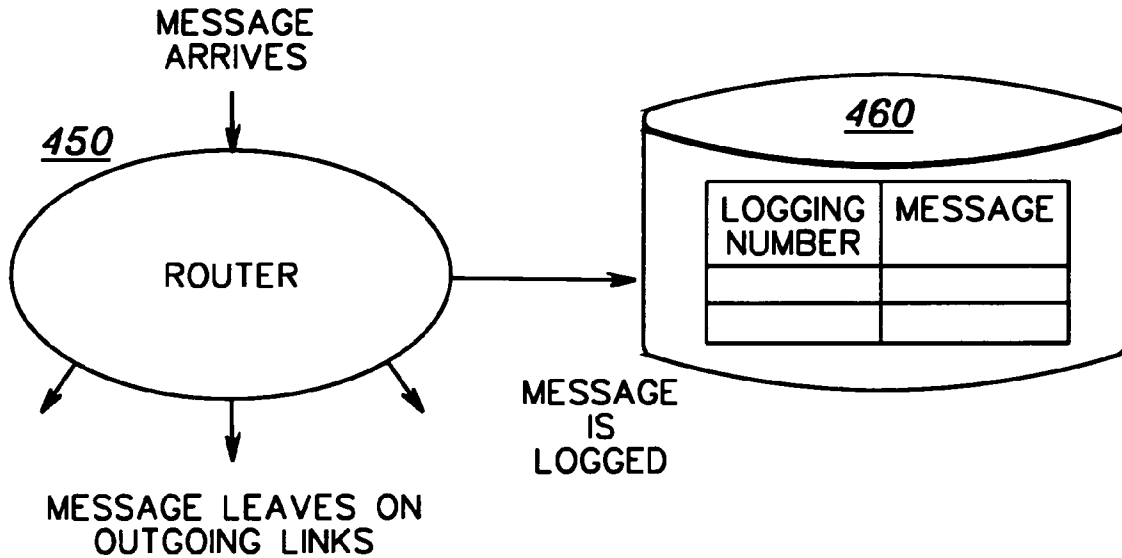 MESSAGE
ARRIVES
450
ROUTER
MESSAGE LEAVES ON
OUTGOING LINKS
MESSAGE
IS
LOGGED
460
LOGGING
NUMBER
MESSAGE